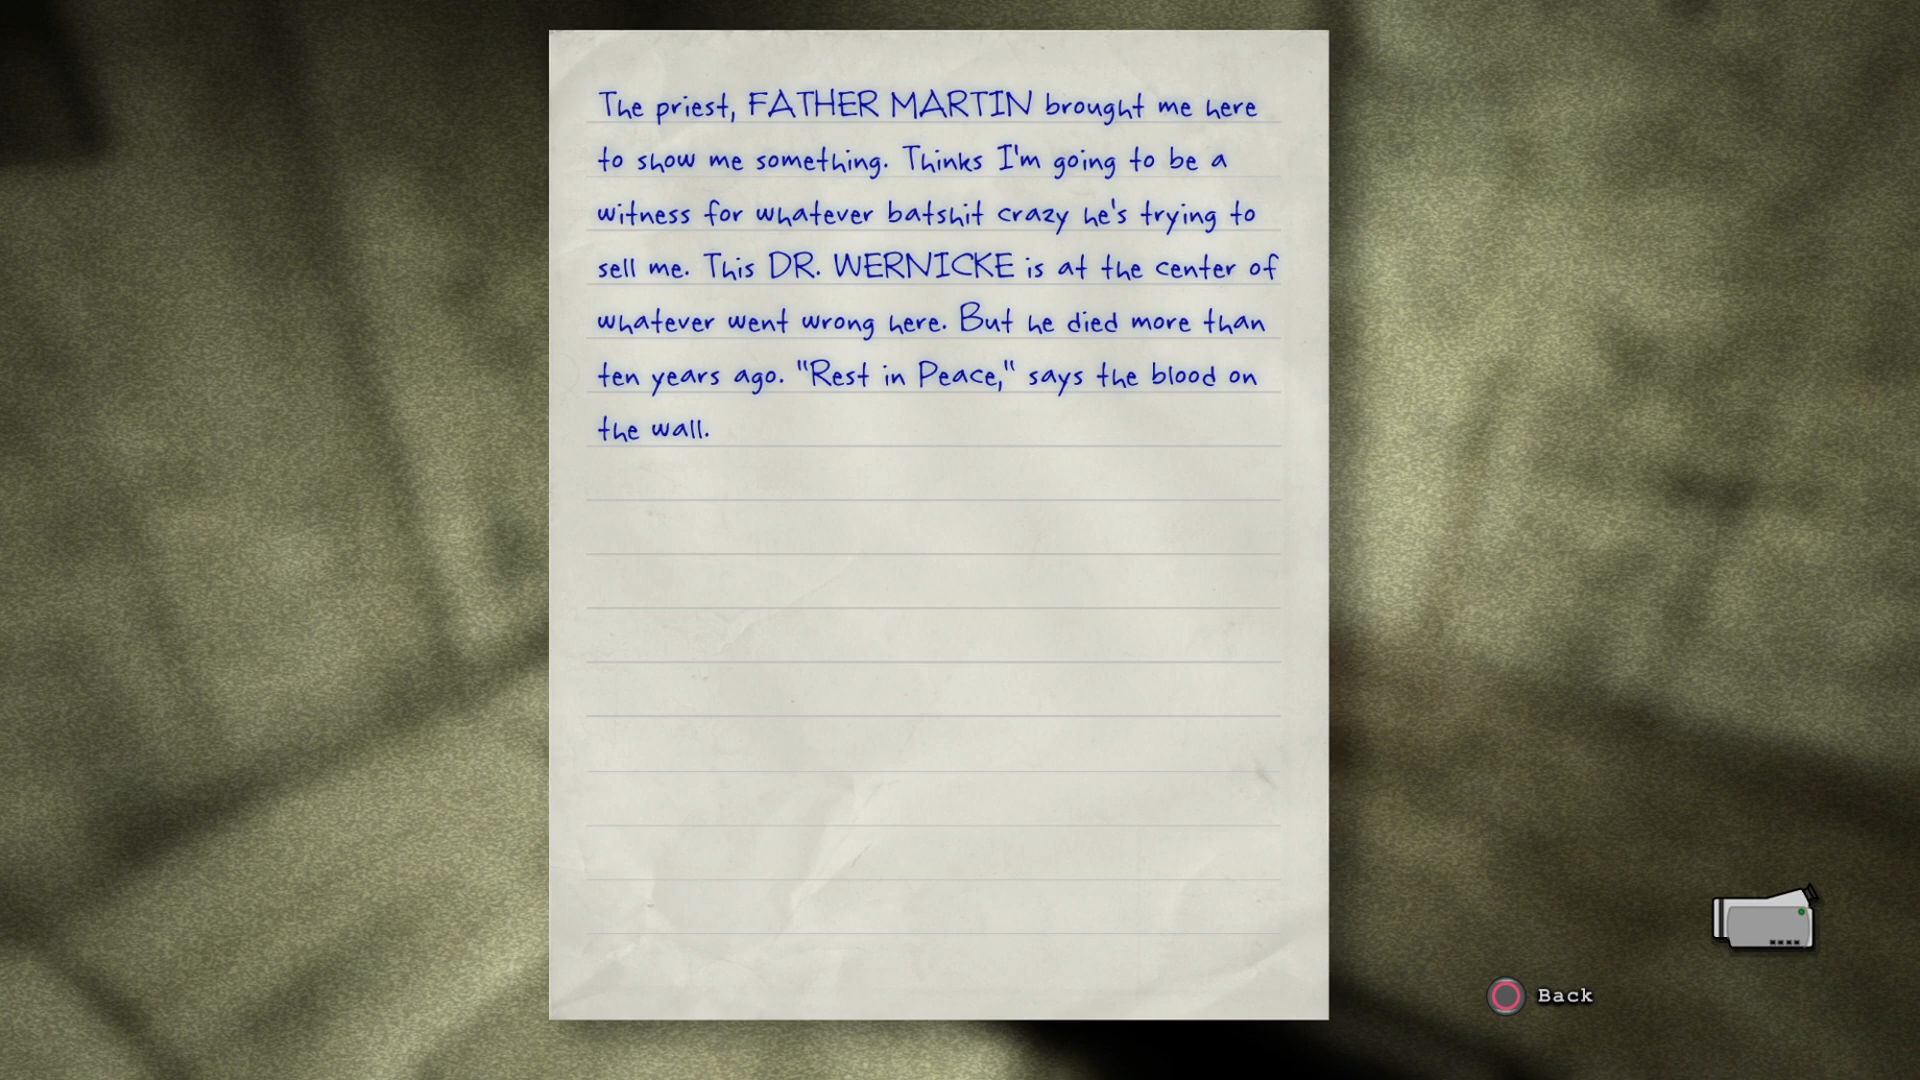 The priest, FATHER MARTIN brought me here
to show me something. Thinks I'm going to be a
witness for whatever batshit crazy he's trying to
sell me. This DR. WERNICKE is at the center of
whatever went wrong here. But he died more than
ten years ago. "Rest in Peace," says the blood on
the wall.
Back